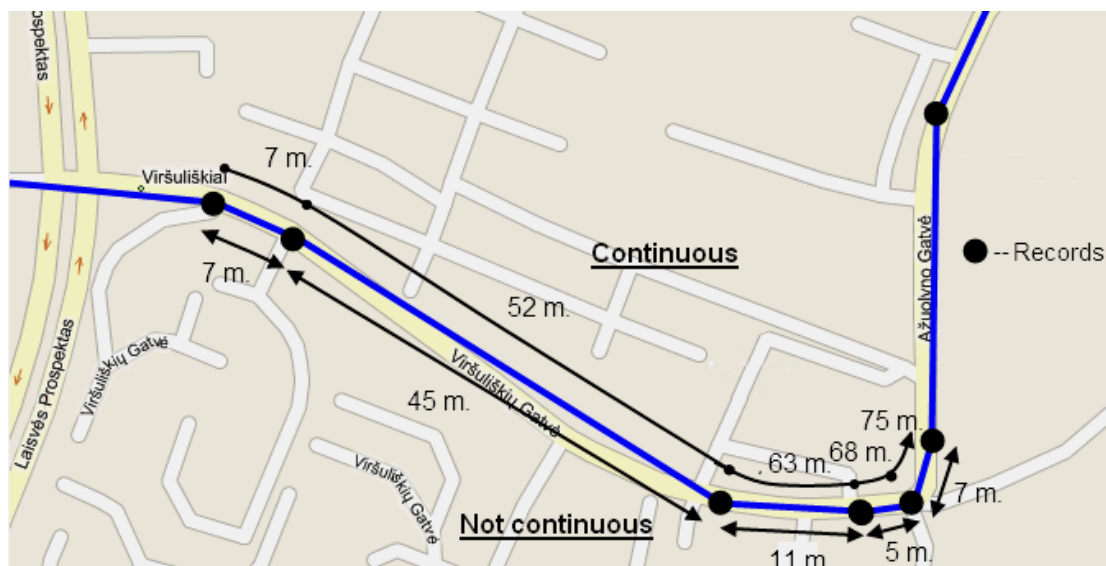 ospektas
Viršuliškiai
7 m.
7 m.
Continuous
-- Records
52 m.
Ažuolyno Gatvė
Viršuliškių Gatvė
45 m.
Viršuliškių Gatvė
Laisvės Prospektas
75 m.
68 m.
63 m.
Viršuliškių
Gatvė
7 m.
Not continuous
11 m.
5 m.